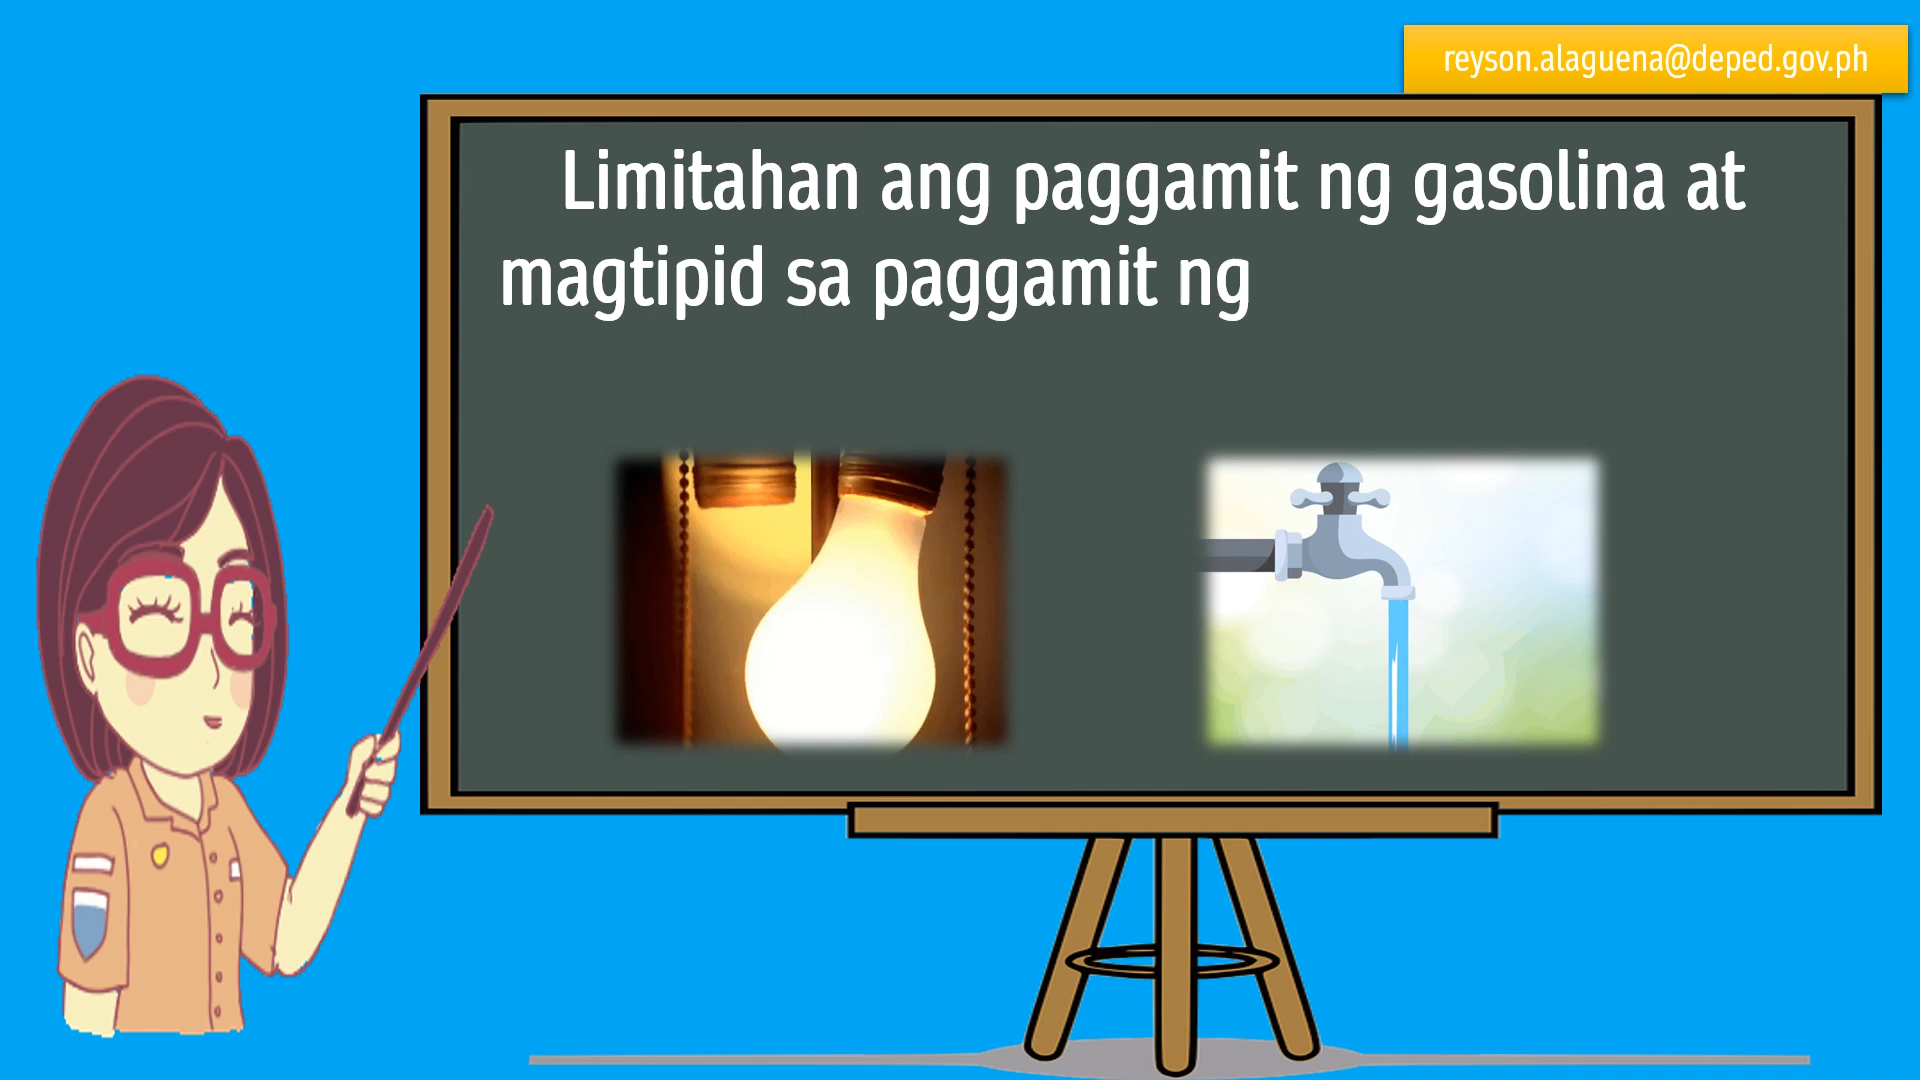 reyson.alaguena@deped.gov.ph
Limitahan ang paggamit ng gasolina at
magtipid sa paggamit ng